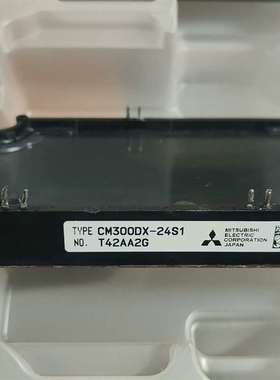 TYPE CM300DX-24S1
NO. T42AA2G
MITSUBISHI
ELECTRIC
CORPORATION
JAPAN